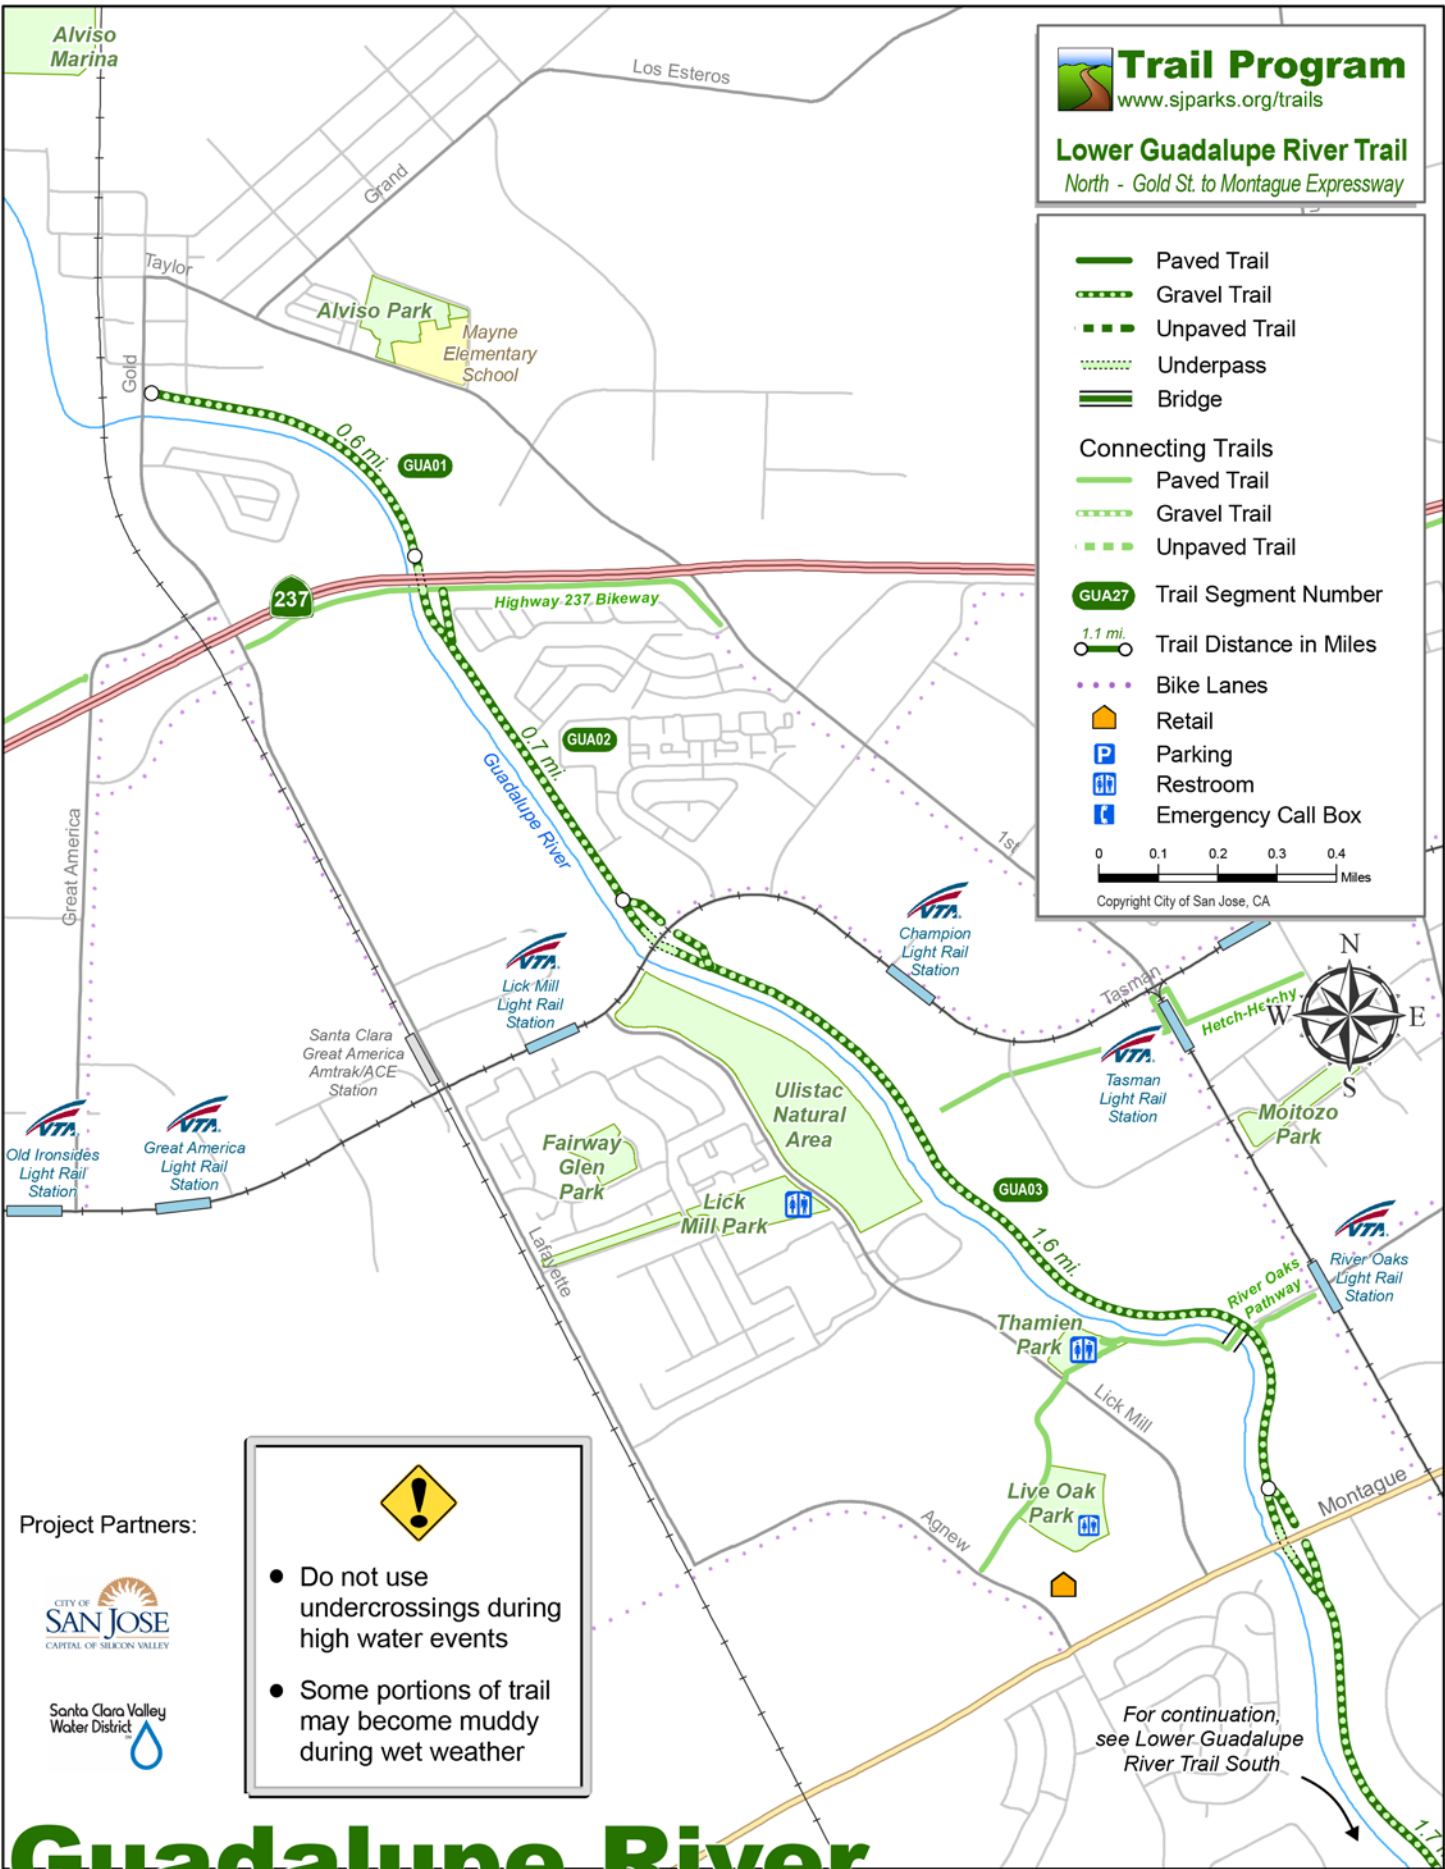 Alviso
Marina
Los Esteros
Trail Program
www.sjparks.org/trails
Lower Guadalupe River Trail
North - Gold St. to Montague Expressway
Grand
Taylor
Alviso Park
Mayne
Elementary
School
Gold
0.6 mi.
GUA01
Paved Trail
Gravel Trail
Unpaved Trail
Underpass
Bridge
Connecting Trails
Paved Trail
Gravel Trail
Unpaved Trail
GUA27
Trail Segment Number
1.1 mi.
Trail Distance in Miles
Bike Lanes
Retail
P
Parking
Restroom
Emergency Call Box
0 0.1 0.2 0.3 0.4
Miles
Copyright City of San Jose, CA
237
Highway 237 Bikeway
0.7 mi.
GUA02
Guadalupe River
Great America
1st
VTA
Champion
Light Rail
Station
VTA
Lick Mill
Light Rail
Station
N
W
E
S
Tasman
Hetch-Hetchy
Santa Clara
Great America
Amtrak/ACE
Station
VTA
Tasman
Light Rail
Station
Moitozo
Park
Ulistac
Natural
Area
VTA
Old Ironsides
Light Rail
Station
VTA
Great America
Light Rail
Station
Fairway
Glen
Park
Lick
Mill Park
GUA03
1.6 mi.
Lafayette
VTA
River Oaks
Light Rail
Station
River Oaks
Pathway
Thamien
Park
Lick Mill
Live Oak
Park
Montague
Agnew
Project Partners:
CITY OF
SAN JOSE
CAPITAL OF SILICON VALLEY
Santa Clara Valley
Water District
!
● Do not use
undercrossings during
high water events
● Some portions of trail
may become muddy
during wet weather
For continuation,
see Lower Guadalupe
River Trail South
1.7
Guadalupe River